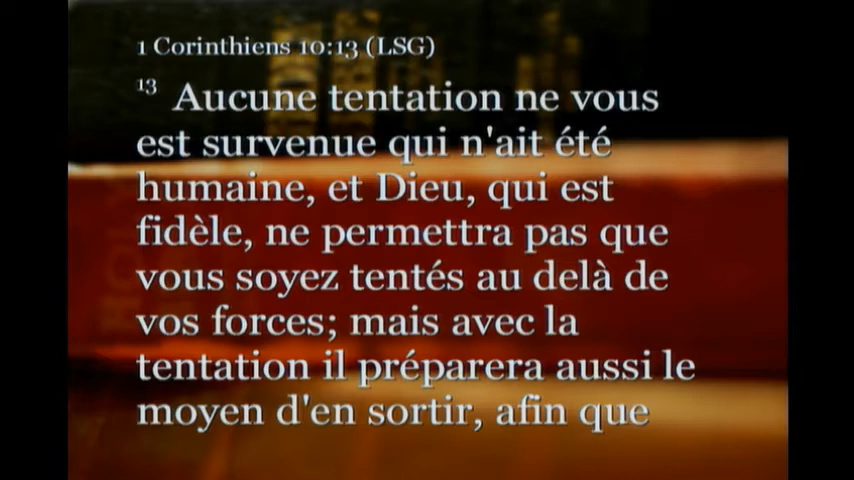 1 Corinthiens 10:13 (LSG)
13 Aucune tentation ne vous
est survenue qui n'ait été
humaine, et Dieu, qui est
fidèle, ne permettra pas que
vous soyez tentés au delà de
vos forces; mais avec la
tentation il préparera aussi le
moyen d'en sortir, afin que